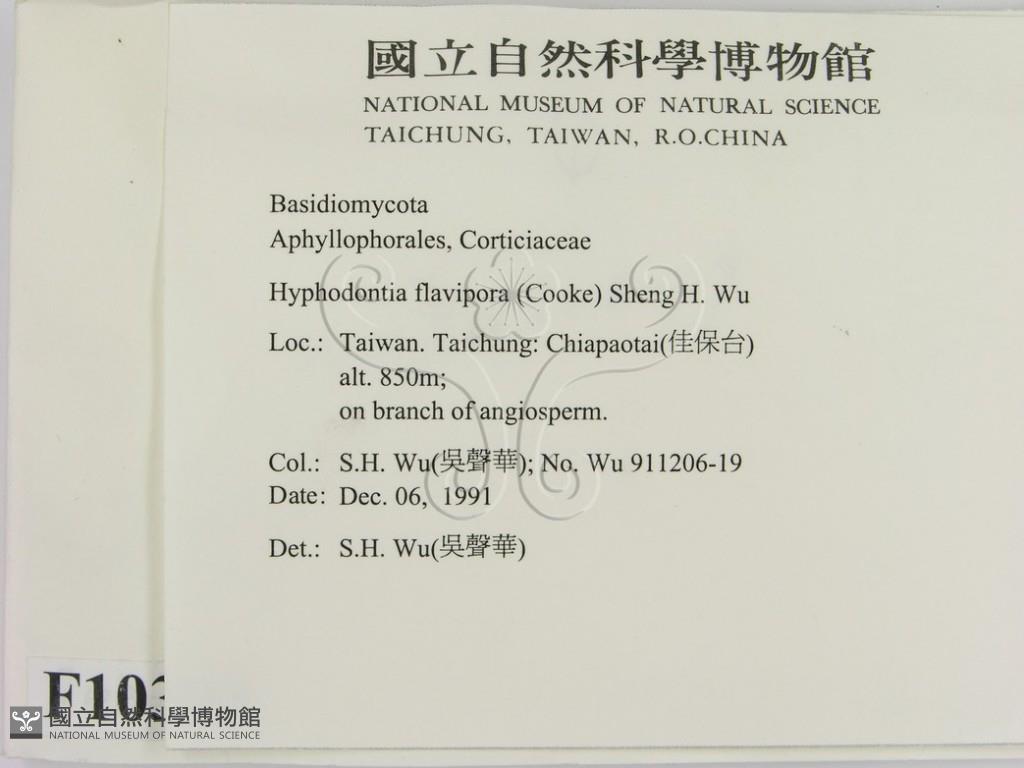 國立自然科學博物館
NATIONAL MUSEUM OF NATURAL SCIENCE
TAICHUNG, TAIWAN, R.O.CHINA
Basidiomycota
Aphyllophorales, Corticiaceae
Hyphodontia flavipora (Cooke) Sheng H. Wu
Loc.: Taiwan. Taichung: Chiapaotai(佳保台)
alt. 850m;
on branch of angiosperm.
Col.: S.H. Wu(吳聲華); No. Wu 911206-19
Date: Dec. 06, 1991
Det.: S.H. Wu(吳聲華)
F103
國立自然科學博物館
NATIONAL MUSEUM OF NATURAL SCIENCE